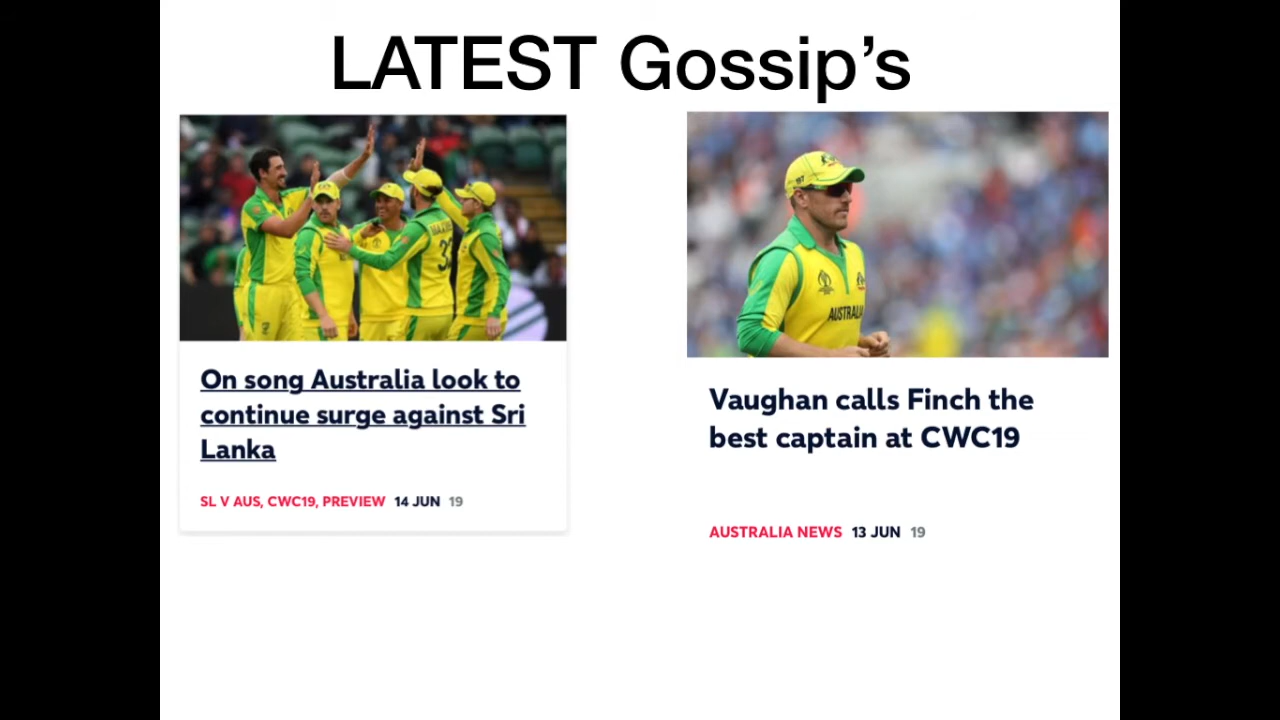 LATEST Gossip’s
On song Australia look to
continue surge against Sri
Lanka
SL V AUS, CWC19, PREVIEW 14 JUN 19
AUSTRALIA
Vaughan calls Finch the
best captain at CWC19
AUSTRALIA NEWS 13 JUN 19